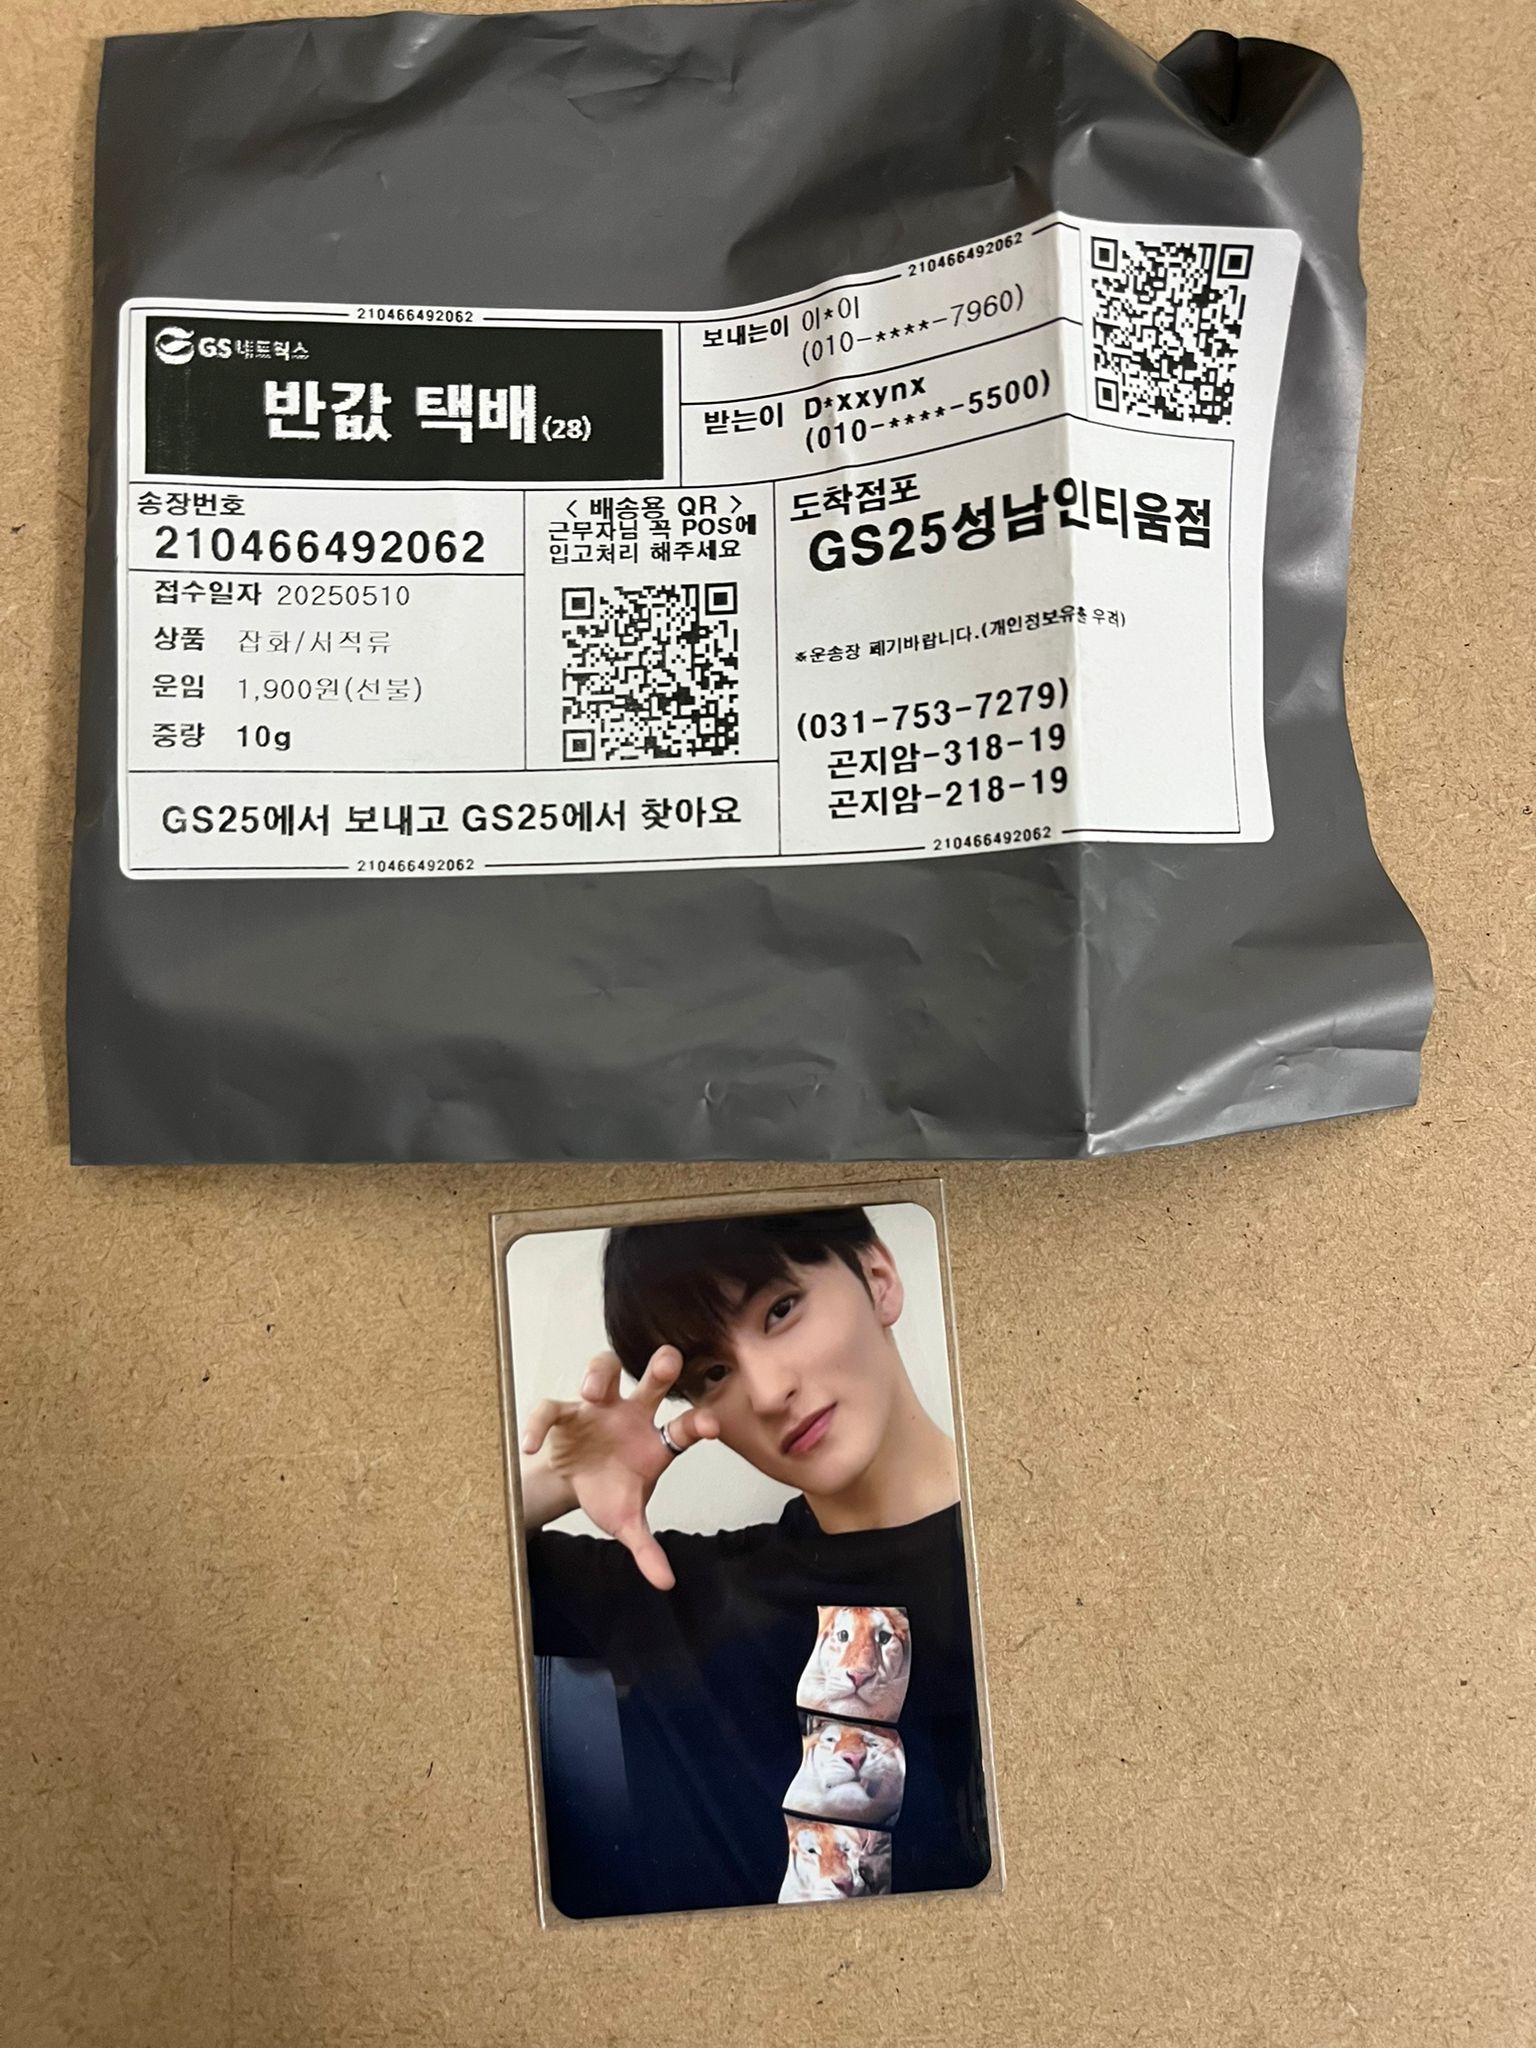 210466492062
GS네트웍스
반값 택배(28)
보내는이 이*이
(010-****-7960)
210466492062
받는이 D*xxynx
(010-****-5500)
송장번호
210466492062
접수일자 20250510
상품 잡화/서적류
운임 1,900원(선불)
중량 10g
< 배송용 QR >
근무자님 꼭 POS에
입고처리 해주세요
도착점포
GS25성남인티움점
※운송장 폐기바랍니다.(개인정보유출 우려)
(031-753-7279)
곤지암-318-19
곤지암-218-19
GS25에서 보내고 GS25에서 찾아요
210466492062
210466492062